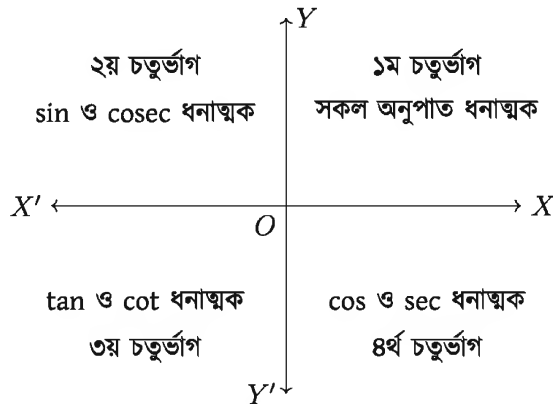 Y
২য় চতুর্ভাগ
sin ও cosec ধনাত্মক
১ম চতুর্ভাগ
সকল অনুপাত ধনাত্মক
X′
X
O
tan ও cot ধনাত্মক
৩য় চতুর্ভাগ
cos ও sec ধনাত্মক
৪র্থ চতুর্ভাগ
Y′